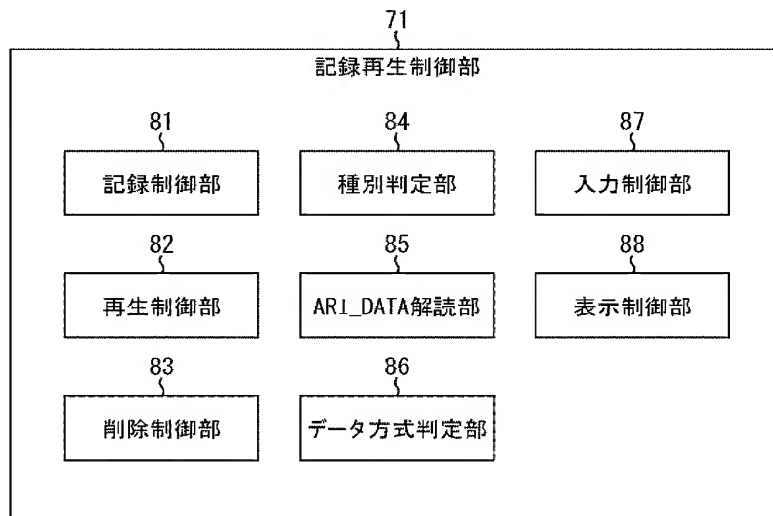 71
記録再生制御部
81
84
87
記録制御部
種別判定部
入力制御部
82
85
88
再生制御部
ARI_DATA解読部
表示制御部
83
86
削除制御部
データ方式判定部